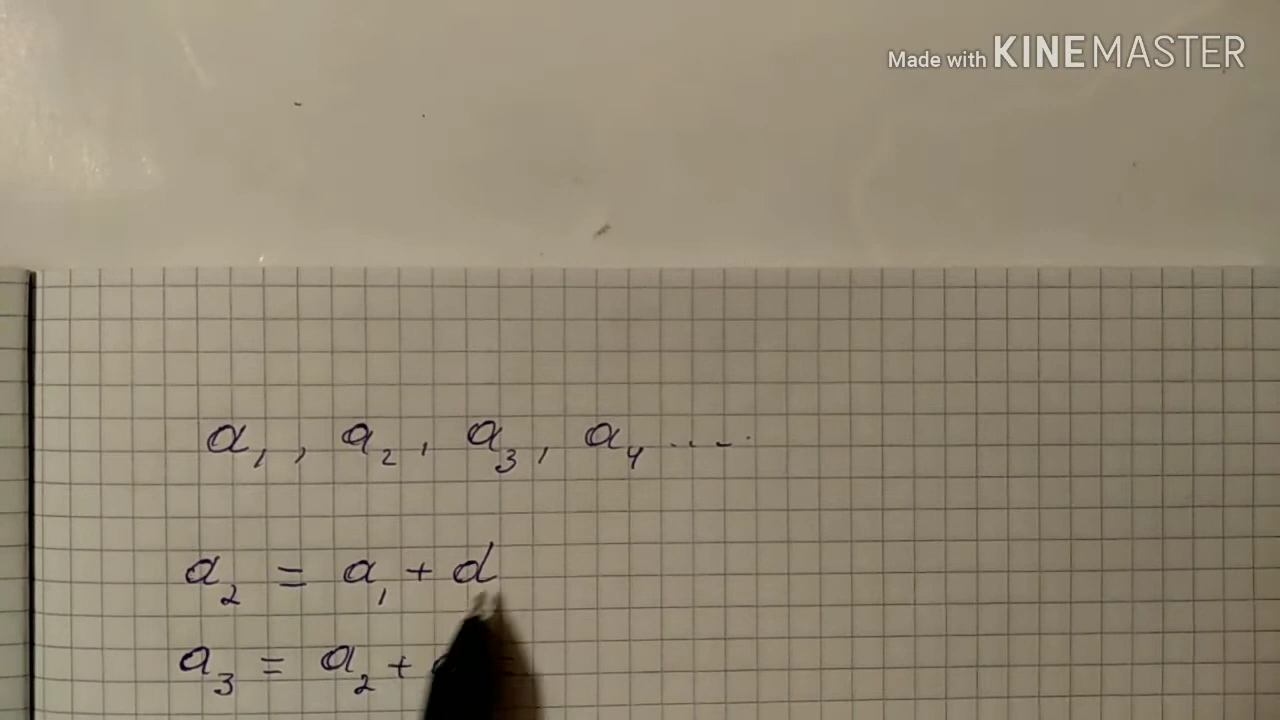 Made with KINEMASTER
a₁, a₂, a₃, a₄ ....
a₂ = a₁ + d
a₃ = a₂ +